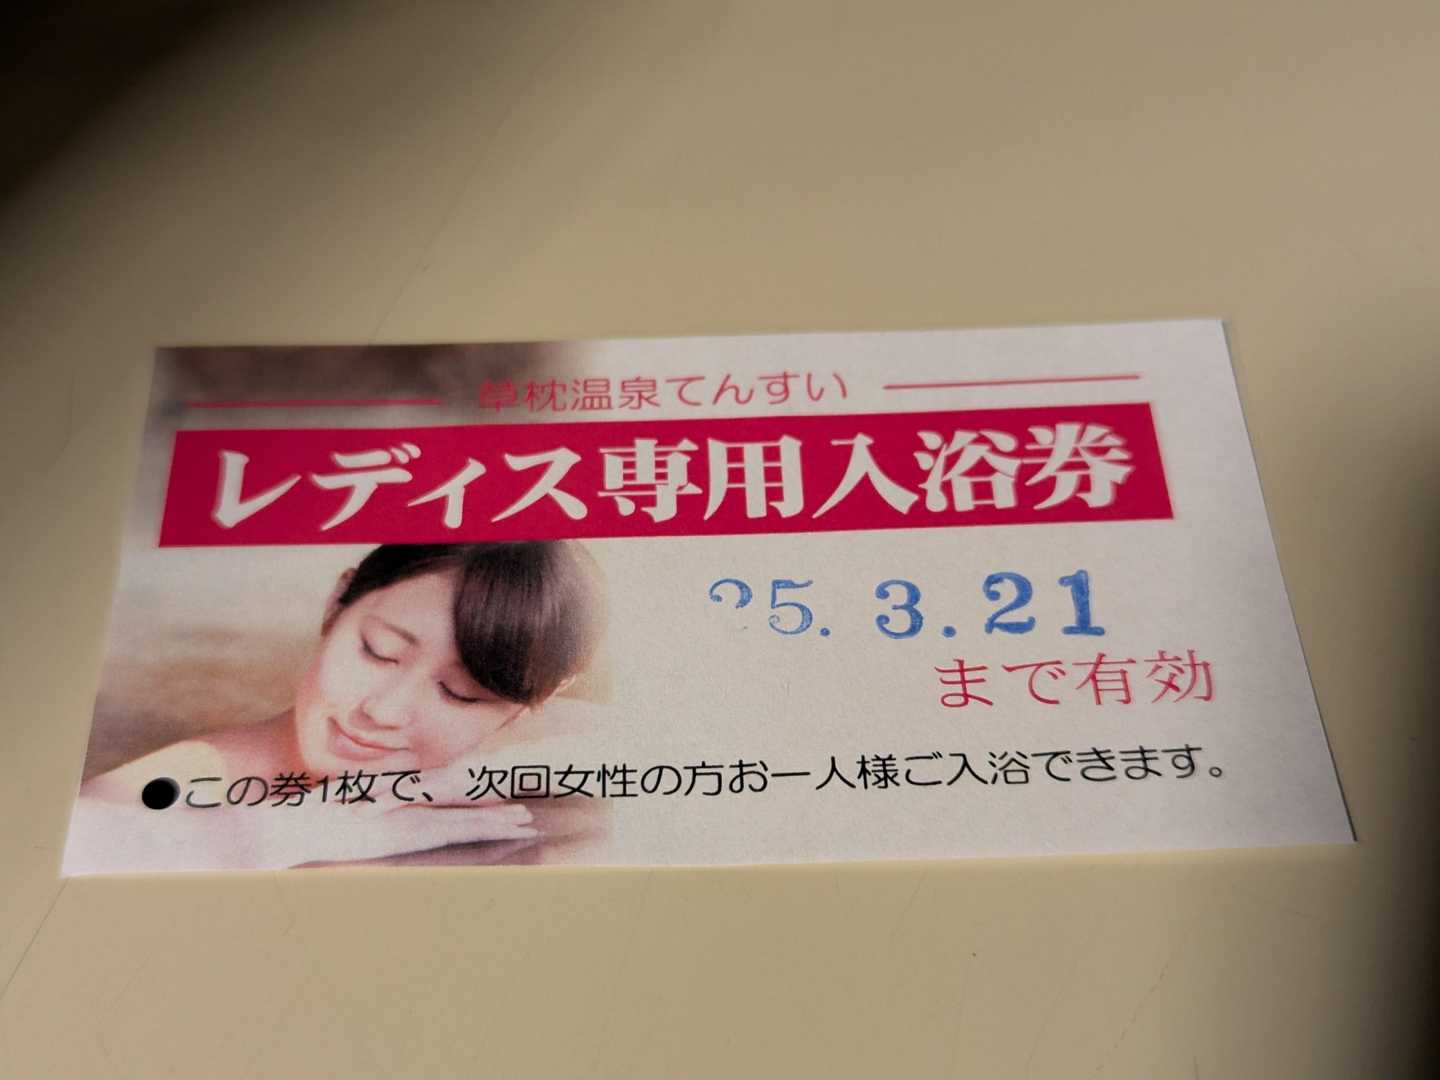 草枕温泉てんすい
レディス専用入浴券
25.3.21
まで有効
●この券1枚で、次回女性の方お一人様ご入浴できます。